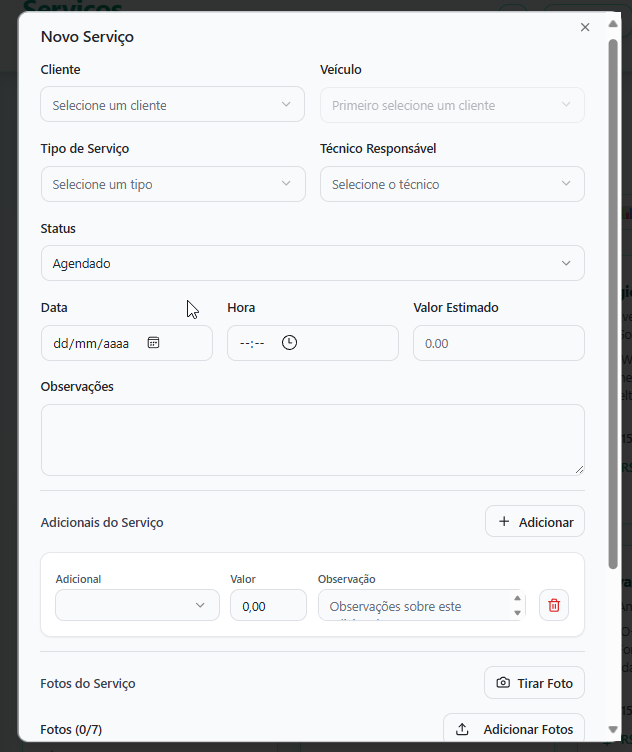 Serviços
Novo Serviço
Cliente
Veículo
Selecione um cliente
Primeiro selecione um cliente
Tipo de Serviço
Técnico Responsável
Selecione um tipo
Selecione o técnico
Status
Agendado
Data
Hora
Valor Estimado
dd/mm/aaaa
--:--
0.00
Observações
Adicionais do Serviço
Adicionar
Adicional
Valor
Observação
0,00
Observações sobre este
Fotos do Serviço
Tirar Foto
Fotos (0/7)
Adicionar Fotos